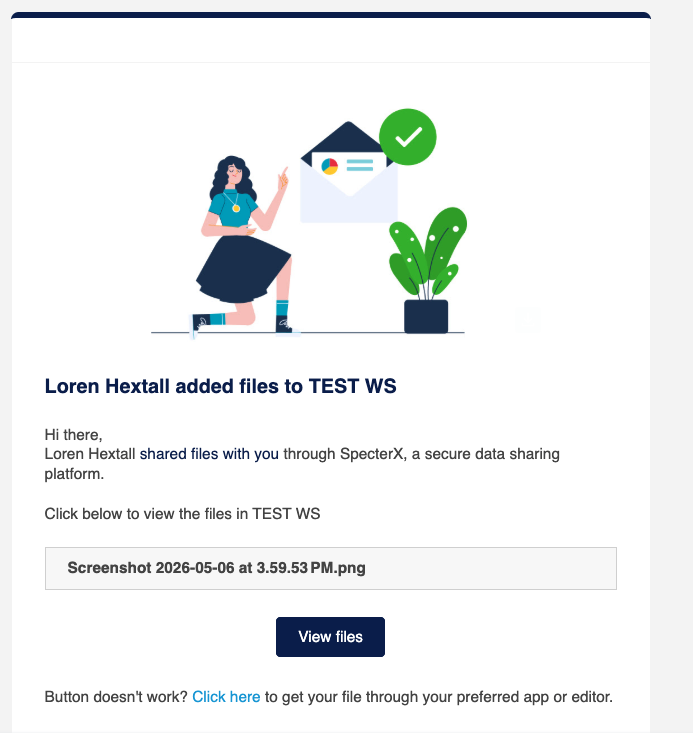 Loren Hextall added files to TEST WS
Hi there,
Loren Hextall shared files with you through SpecterX, a secure data sharing
platform.
Click below to view the files in TEST WS
Screenshot 2026-05-06 at 3.59.53 PM.png
View files
Button doesn't work? Click here to get your file through your preferred app or editor.